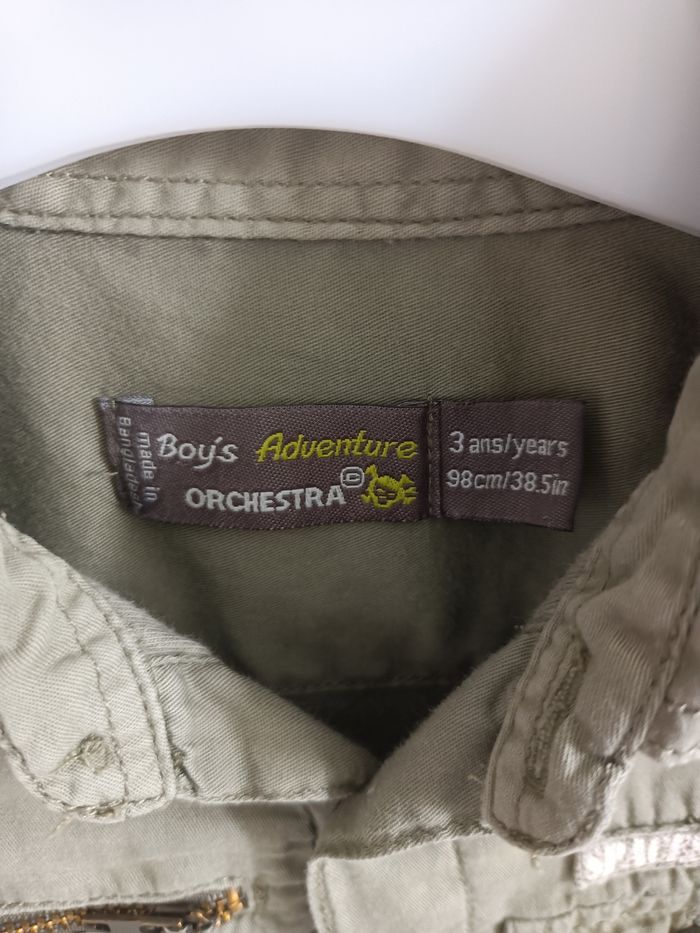 Boy's Adventure
ORCHESTRA ©
3 ans/years
98cm/38.5in
made in
Bangladesh